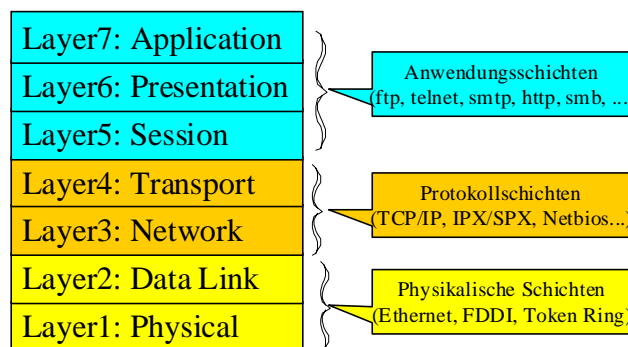 Layer7: Application
Layer6: Presentation
Layer5: Session
Layer4: Transport
Layer3: Network
Layer2: Data Link
Layer1: Physical
Anwendungsschichten
(ftp, telnet, smtp, http, smb, ...)
Protokollschichten
(TCP/IP, IPX/SPX, Netbios...)
Physikalische Schichten
(Ethernet, FDDI, Token Ring)